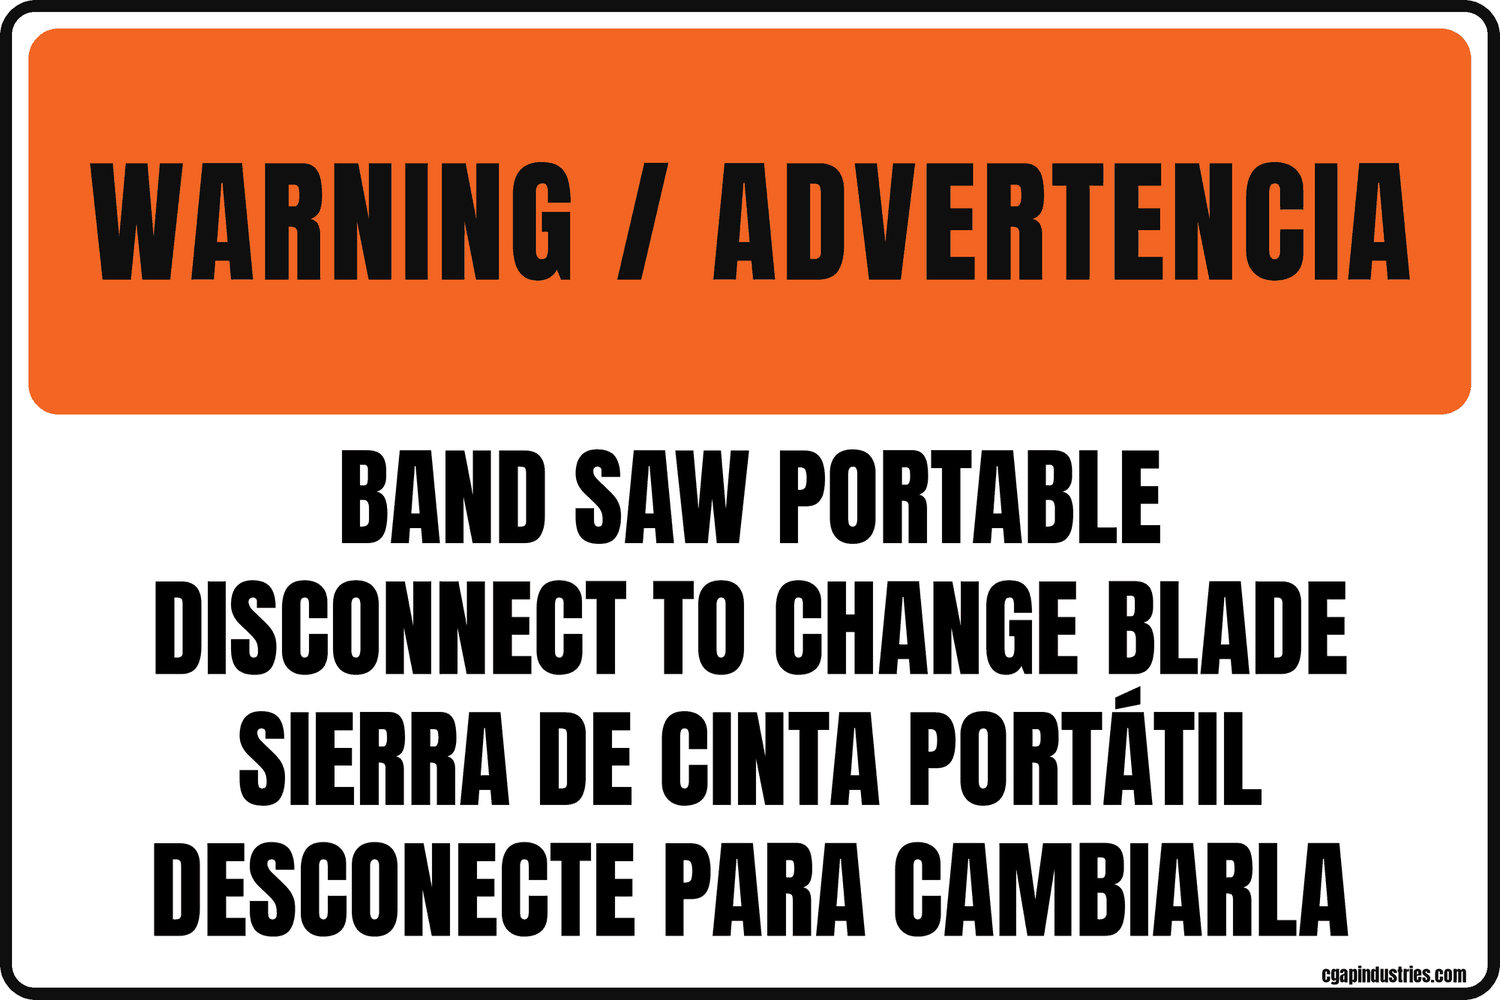 WARNING / ADVERTENCIA
BAND SAW PORTABLE
DISCONNECT TO CHANGE BLADE
SIERRA DE CINTA PORTÁTIL
DESCONECTE PARA CAMBIARLA
cgapindustries.com